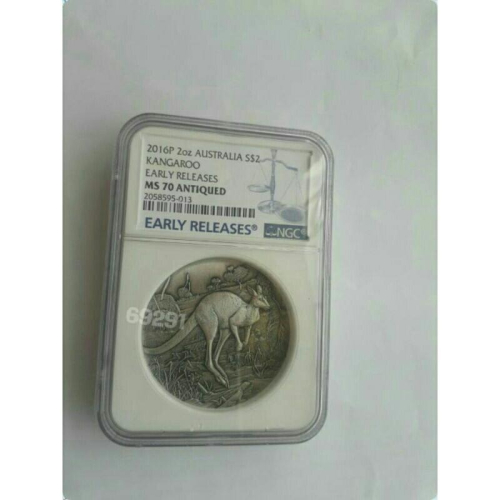 2016P 2oz AUSTRALIA S$2
KANGAROO
EARLY RELEASES
MS 70 ANTIQUED
2058595-013
EARLY RELEASES®
NGC
69291